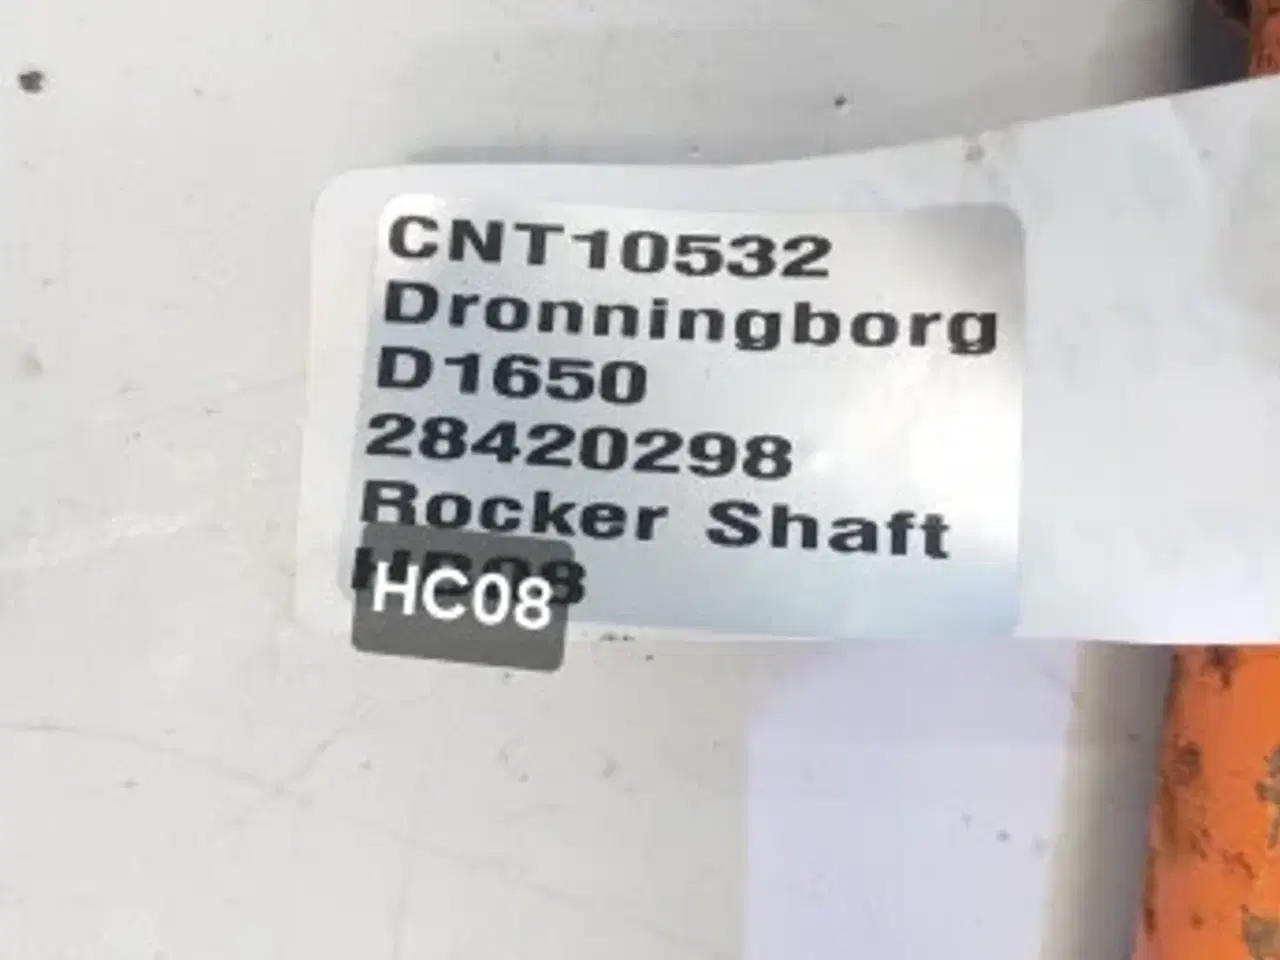 CNT10532
Dronningborg
D1650
28420298
Rocker Shaft
HC08